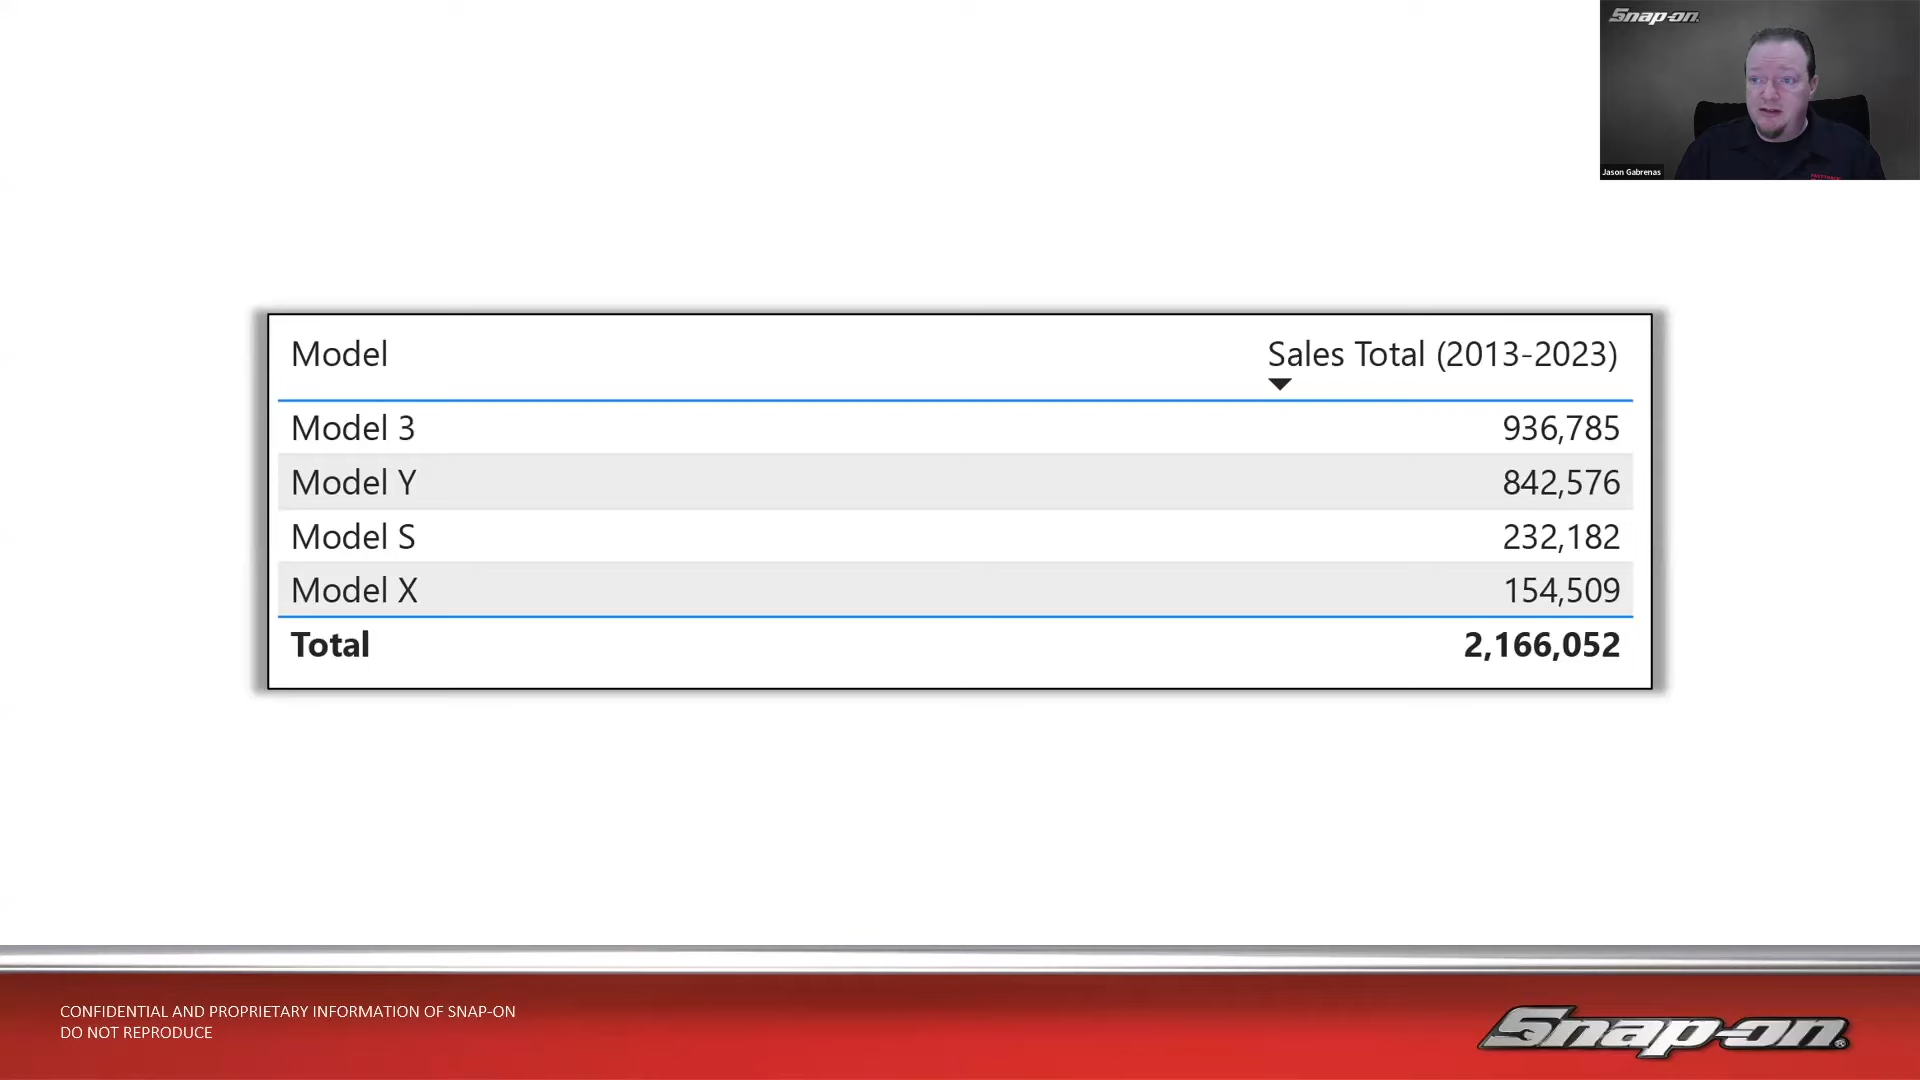 Snap-on
Jason Gabrenas
Model Sales Total (2013-2023)
Model 3 936,785
Model Y 842,576
Model S 232,182
Model X 154,509
Total 2,166,052
CONFIDENTIAL AND PROPRIETARY INFORMATION OF SNAP-ON
DO NOT REPRODUCE
Snap-on®